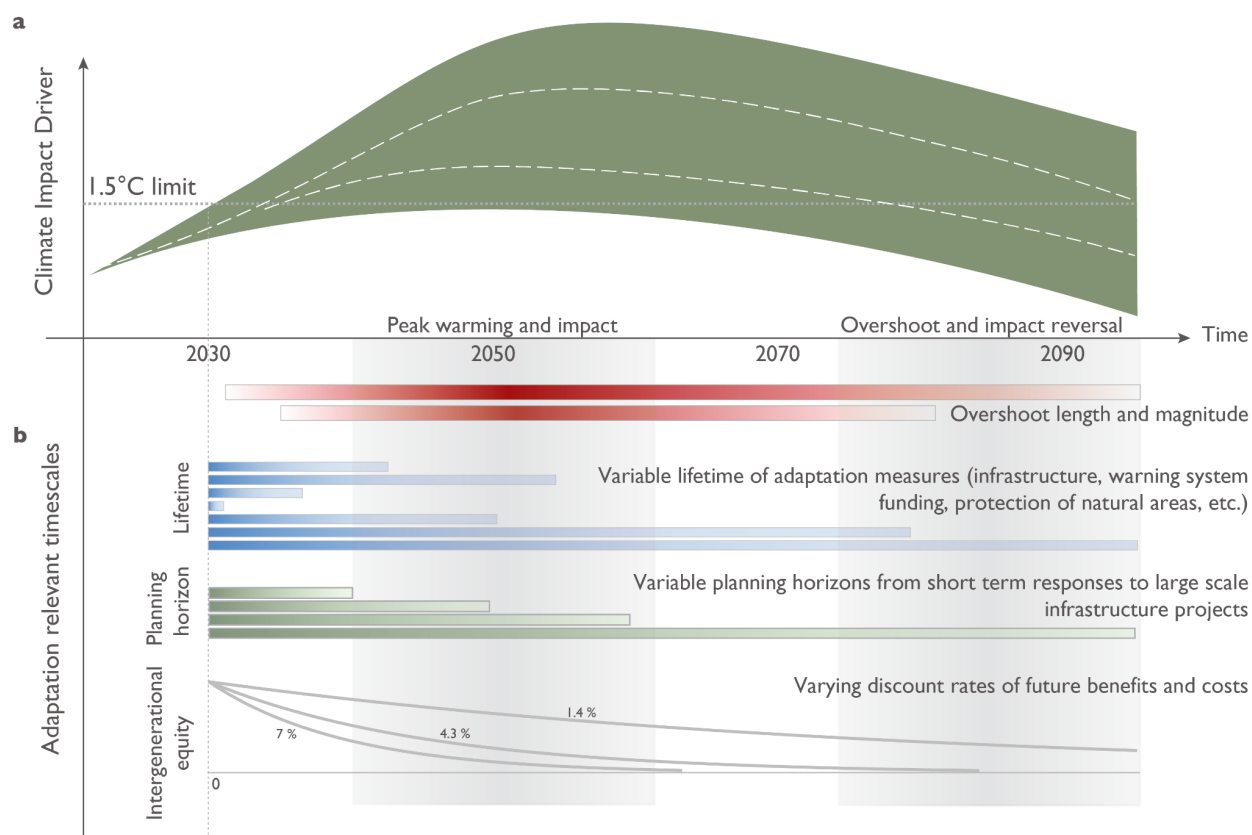 a
Climate Impact Driver
1.5°C limit
Peak warming and impact
Overshoot and impact reversal
Time
2030
2050
2070
2090
Overshoot length and magnitude
b
Adaptation relevant timescales
Lifetime
Variable lifetime of adaptation measures (infrastructure, warning system
funding, protection of natural areas, etc.)
Planning
horizon
Variable planning horizons from short term responses to large scale
infrastructure projects
Intergenerational
equity
Varying discount rates of future benefits and costs
1.4 %
4.3 %
7 %
0